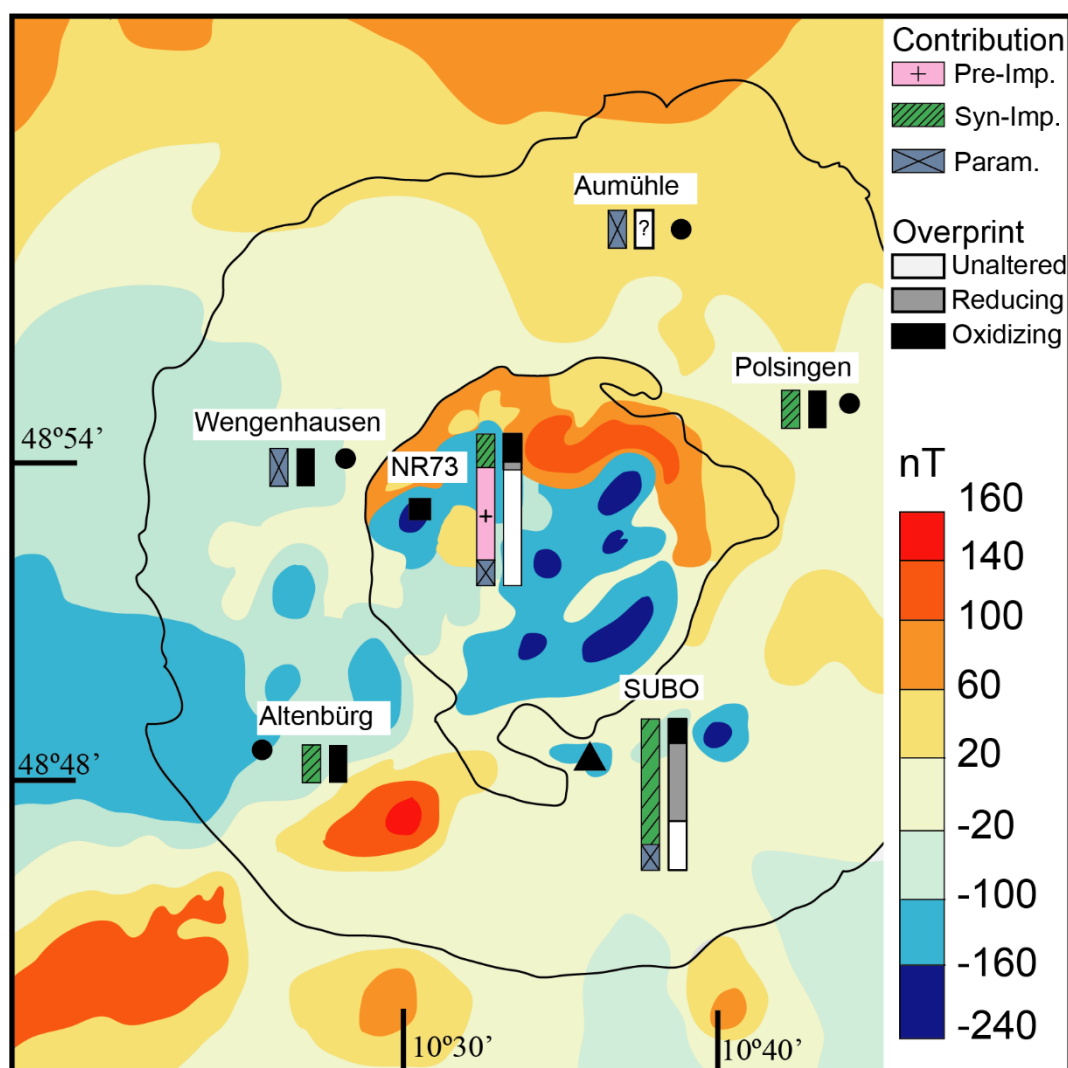 Contribution
+ Pre-Imp.
Syn-Imp.
Param.
Overprint
Unaltered
Reducing
Oxidizing
nT
160
140
100
60
20
-20
-100
-160
-240
Aumühle
?
Polsingen
Wengenhausen
48º54’
NR73
+
SUBO
Altenbürg
48º48’
10º30’
10º40’